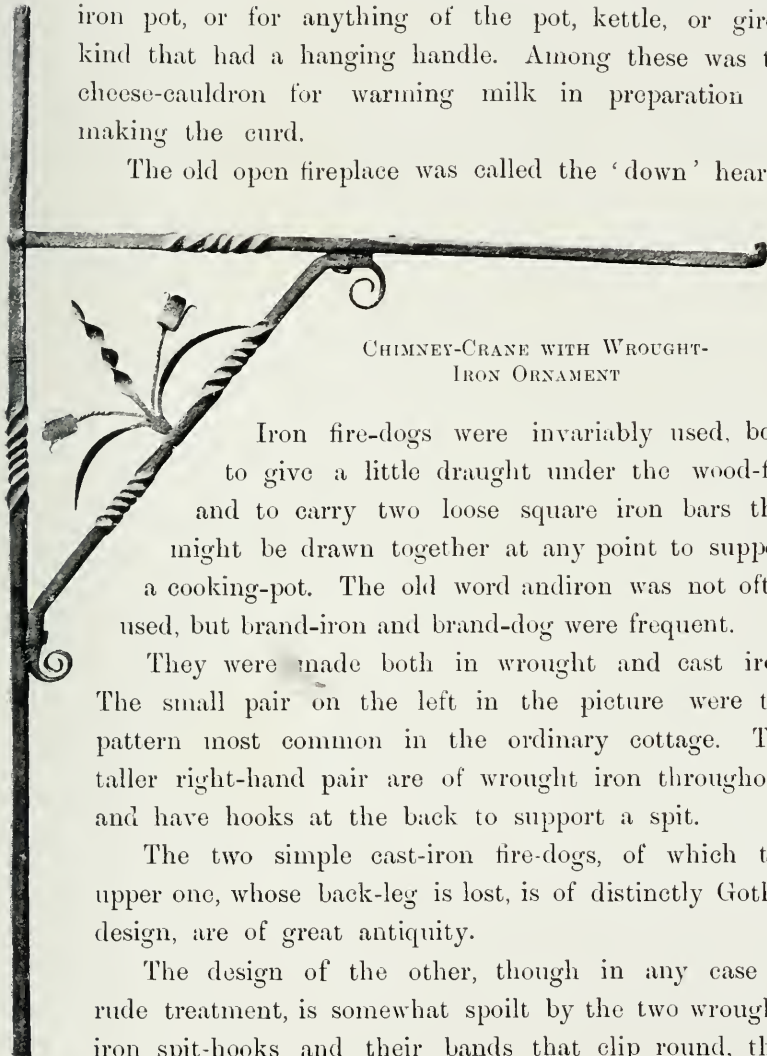 iron pot, or for anything of the pot, kettle, or gir
kind that had a hanging handle. Among these was t
cheese-cauldron for warming milk in preparation
making the curd.
The old open fireplace was called the ‘down’ hear
CHIMNEY-CRANE WITH WROUGHT-
IRON ORNAMENT
Iron fire-dogs were invariably used, bo
to give a little draught under the wood-f
and to carry two loose square iron bars th
might be drawn together at any point to supp
a cooking-pot. The old word andiron was not oft
used, but brand-iron and brand-dog were frequent.
They were made both in wrought and cast ir
The small pair on the left in the picture were t
pattern most common in the ordinary cottage. T
taller right-hand pair are of wrought iron througho
and have hooks at the back to support a spit.
The two simple cast-iron fire-dogs, of which t
upper one, whose back-leg is lost, is of distinctly Goth
design, are of great antiquity.
The design of the other, though in any case
rude treatment, is somewhat spoilt by the two wrough
iron spit-hooks and their bands that clip round, th